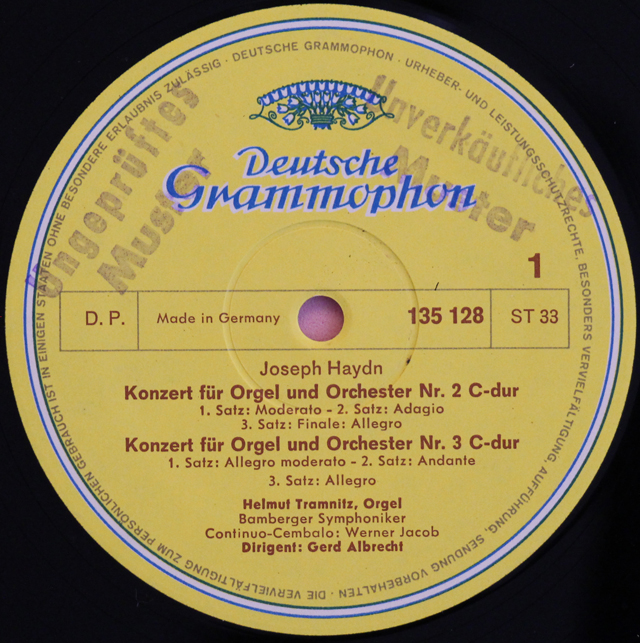 DIE VERVIELFÄLTIGUNG ZUM PERSÖNLICHEN GEBRAUCH IST IN EINIGEN STAATEN OHNE BESONDERE ERLAUBNIS ZULÄSSIG · DEUTSCHE GRAMMOPHON · URHEBER- UND LEISTUNGSSCHUTZRECHTE, BESONDERS VERVIELFÄLTIGUNG, AUFFÜHRUNG, SENDUNG VORBEHALTEN ·
Ungeprüftes
Muster
Unverkäufliches
Muster
Deutsche
Grammophon
1
D. P. Made in Germany 135 128 ST 33
Joseph Haydn
Konzert für Orgel und Orchester Nr. 2 C-dur
1. Satz: Moderato - 2. Satz: Adagio
3. Satz: Finale: Allegro
Konzert für Orgel und Orchester Nr. 3 C-dur
1. Satz: Allegro moderato - 2. Satz: Andante
3. Satz: Allegro
Helmut Tramnitz, Orgel
Bamberger Symphoniker
Continuo-Cembalo: Werner Jacob
Dirigent: Gerd Albrecht